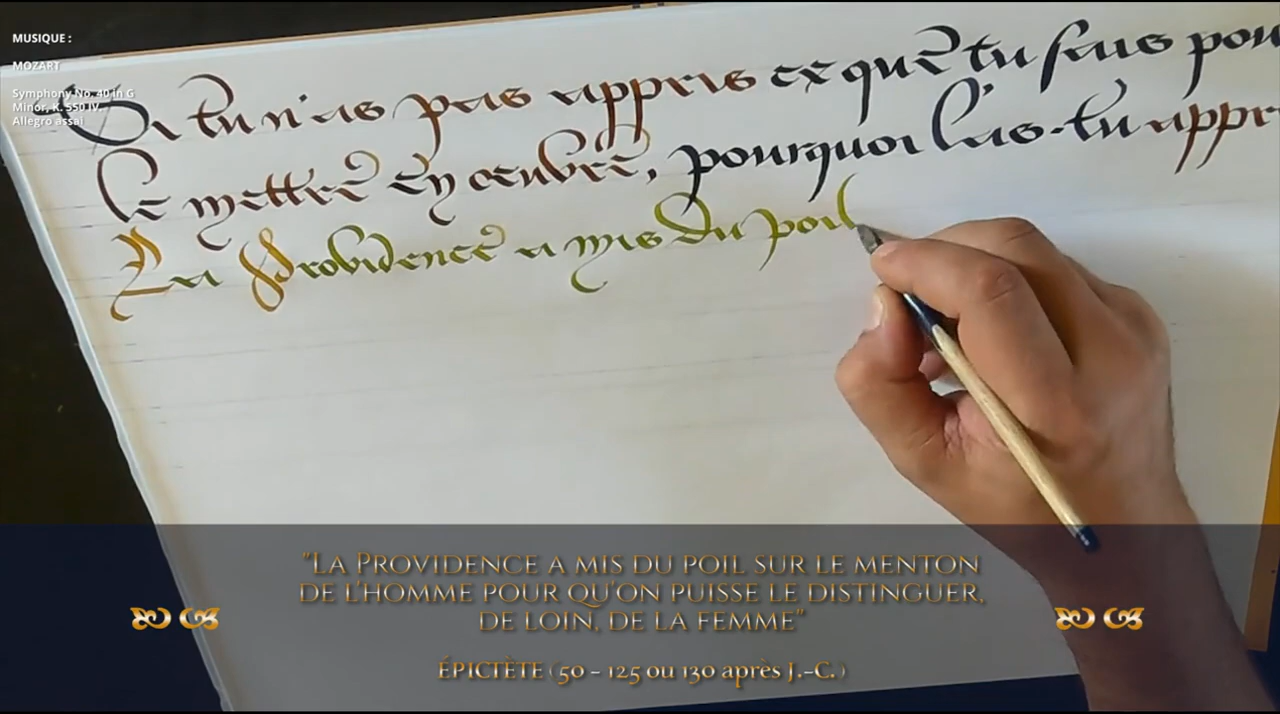 MUSIQUE :
MOZART
Symphony No. 40 in G
Minor, K. 550 IV.
Allegro assai
Si tu n'as pas appris ce que tu sais pour
le mettre en œuvre, pourquoi l'as-tu appr
La Providence a mis du poil
"La Providence a mis du poil sur le menton
de l'homme pour qu'on puisse le distinguer,
de loin, de la femme"
ÉPICTÈTE (50 - 125 ou 130 après J.-C.)